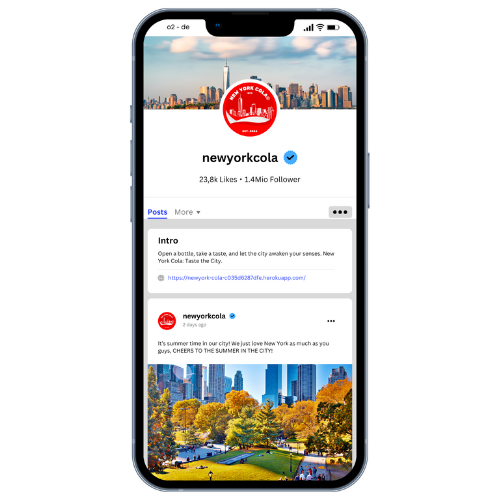 o2 - de
NEW YORK COLA®
EST. 2024
newyorkcola
23,8k Likes • 1.4Mio Follower
Posts More ▾ •••
Intro
Open a bottle, take a taste, and let the city awaken your senses. New
York Cola: Taste the City.
https://newyork-cola-c035d6287dfe.herokuapp.com/
newyorkcola
2 days ago
It's summer time in our city! We just love New York as much as you
guys, CHEERS TO THE SUMMER IN THE CITY!